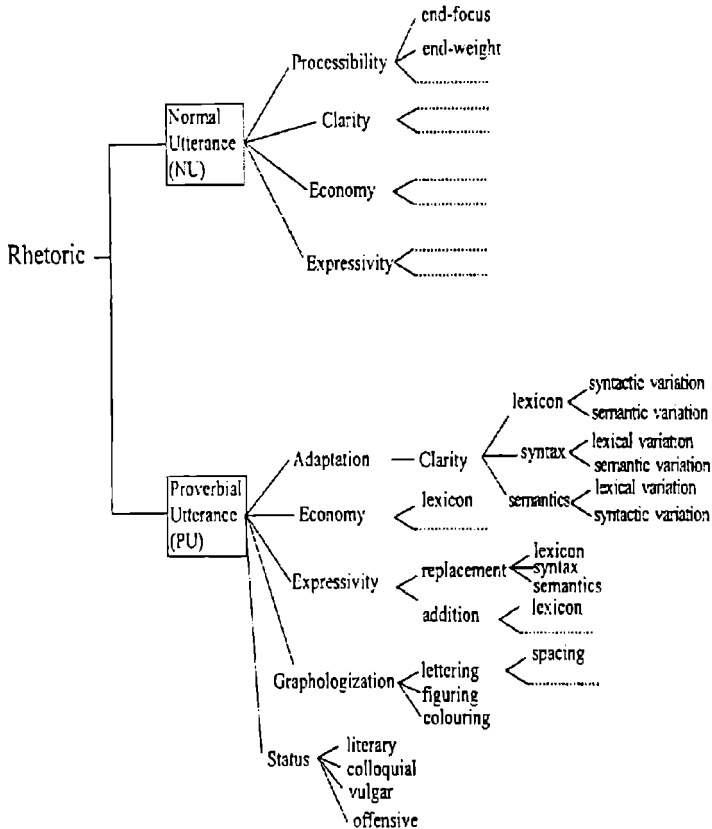 end-focus
end-weight
Processibility
Normal
Utterance
(NU)
Clarity
Economy
Expressivity
Rhetoric
Proverbial
Utterance
(PU)
Adaptation
Clarity
lexicon
syntactic variation
semantic variation
syntax
lexical variation
semantic variation
semantics
lexical variation
syntactic variation
Economy
lexicon
Expressivity
replacement
lexicon
syntax
semantics
addition
lexicon
Graphologization
lettering
spacing
figuring
colouring
Status
literary
colloquial
vulgar
offensive